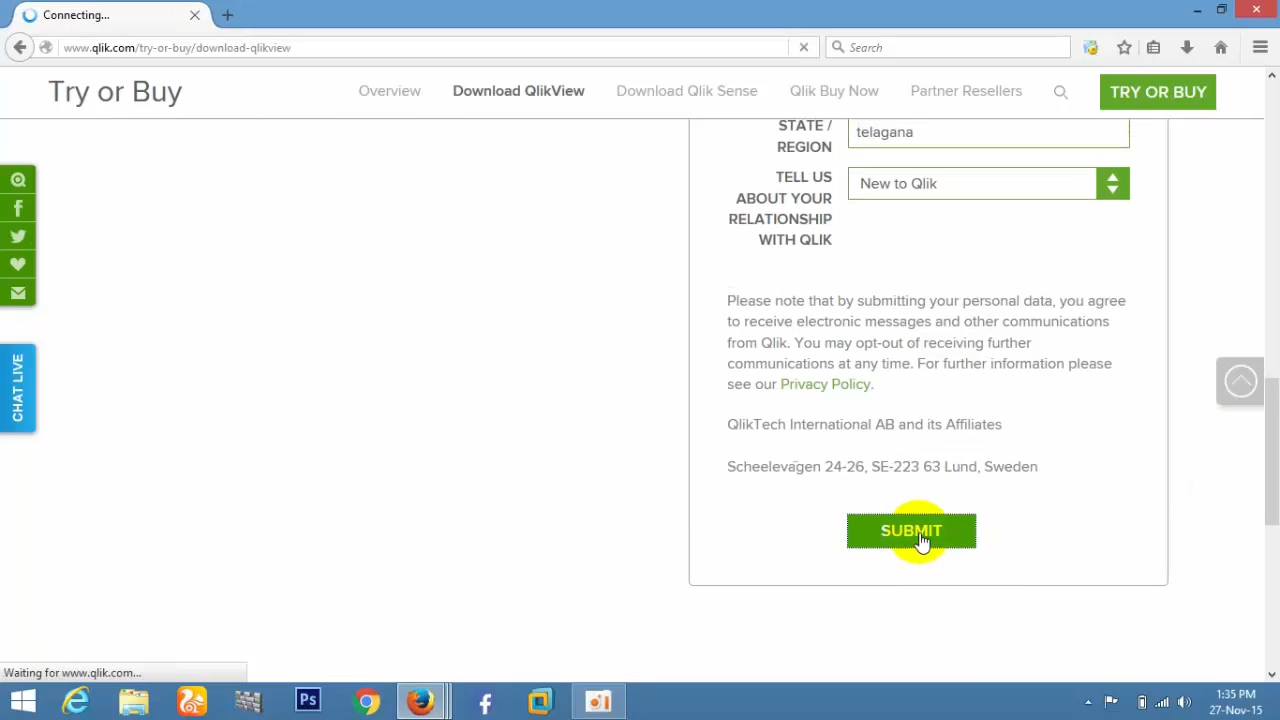 Connecting...
www.qlik.com/try-or-buy/download-qlikview
Search
Try or Buy
Overview
Download QlikView
Download Qlik Sense
Qlik Buy Now
Partner Resellers
TRY OR BUY
STATE /
REGION
telagana
TELL US
ABOUT YOUR
RELATIONSHIP
WITH QLIK
New to Qlik
Please note that by submitting your personal data, you agree
to receive electronic messages and other communications
from Qlik. You may opt-out of receiving further
communications at any time. For further information please
see our Privacy Policy.
QlikTech International AB and its Affiliates
Scheelevägen 24-26, SE-223 63 Lund, Sweden
SUBMIT
CHAT LIVE
Waiting for www.qlik.com...
Ps
1:35 PM
27-Nov-15